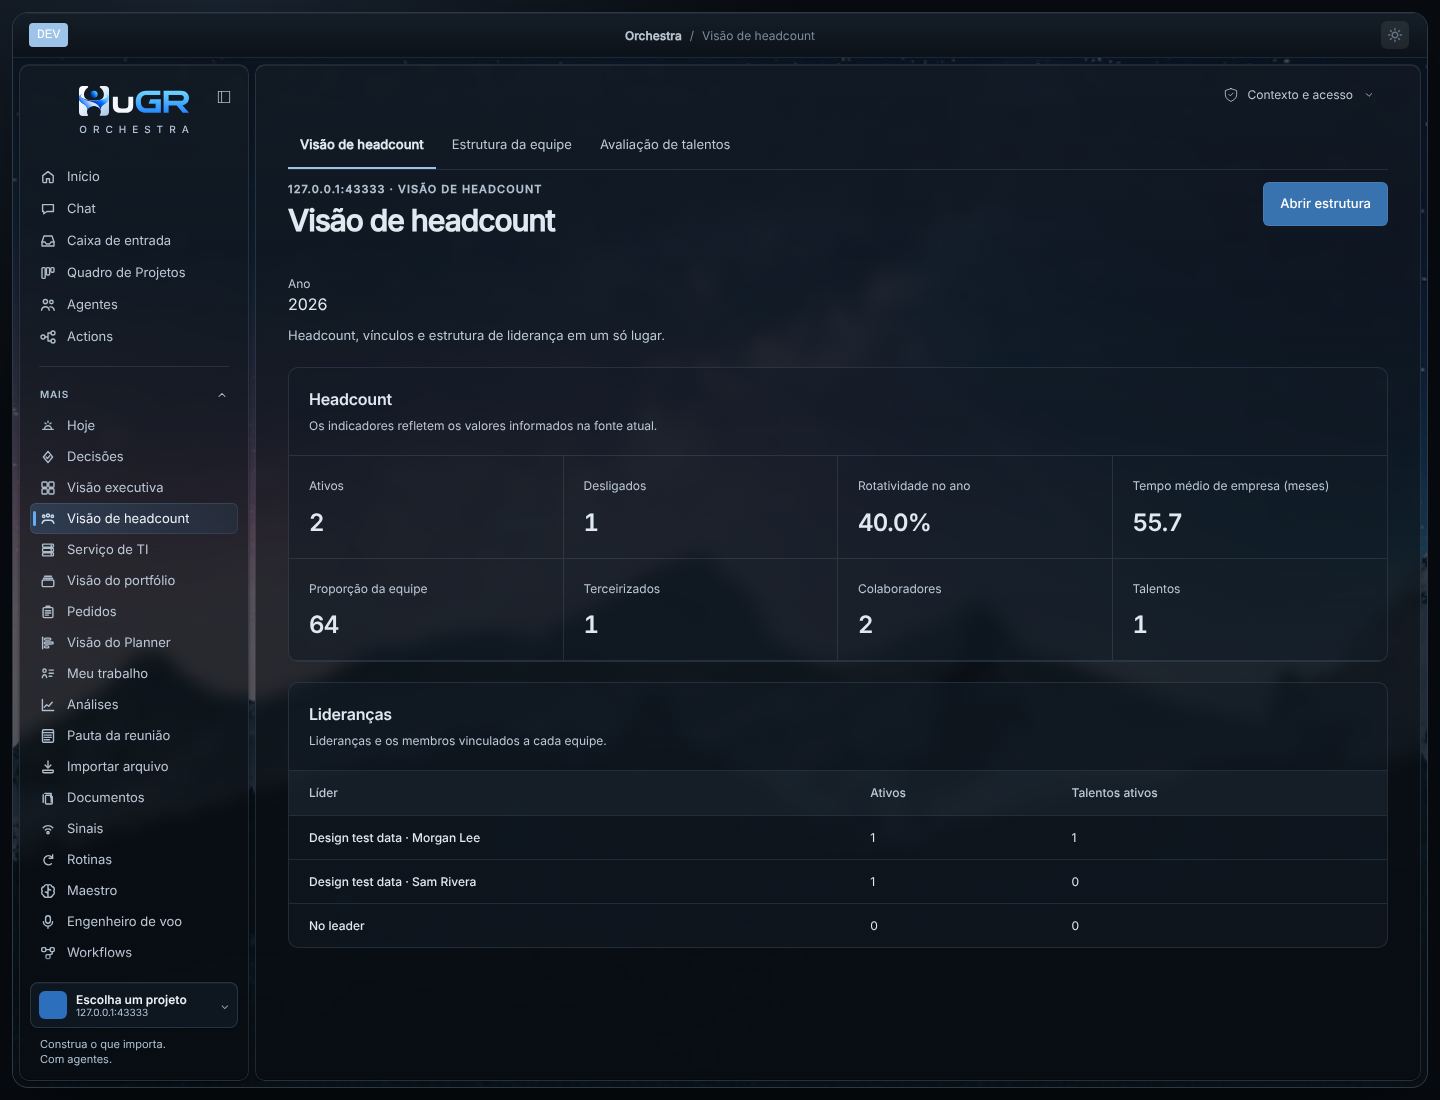 DEV
Orchestra / Visão de headcount
HuGR
ORCHESTRA
Início
Chat
Caixa de entrada
Quadro de Projetos
Agentes
Actions
MAIS
Hoje
Decisões
Visão executiva
Visão de headcount
Serviço de TI
Visão do portfólio
Pedidos
Visão do Planner
Meu trabalho
Análises
Pauta da reunião
Importar arquivo
Documentos
Sinais
Rotinas
Maestro
Engenheiro de voo
Workflows
Escolha um projeto
127.0.0.1:43333
Construa o que importa.
Com agentes.
Contexto e acesso
Visão de headcount Estrutura da equipe Avaliação de talentos
127.0.0.1:43333 · VISÃO DE HEADCOUNT
Visão de headcount
Abrir estrutura
Ano
2026
Headcount, vínculos e estrutura de liderança em um só lugar.
Headcount
Os indicadores refletem os valores informados na fonte atual.
Ativos Desligados Rotatividade no ano Tempo médio de empresa (meses)
2 1 40.0% 55.7
Proporção da equipe Terceirizados Colaboradores Talentos
64 1 2 1
Lideranças
Lideranças e os membros vinculados a cada equipe.
Líder Ativos Talentos ativos
Design test data · Morgan Lee 1 1
Design test data · Sam Rivera 1 0
No leader 0 0